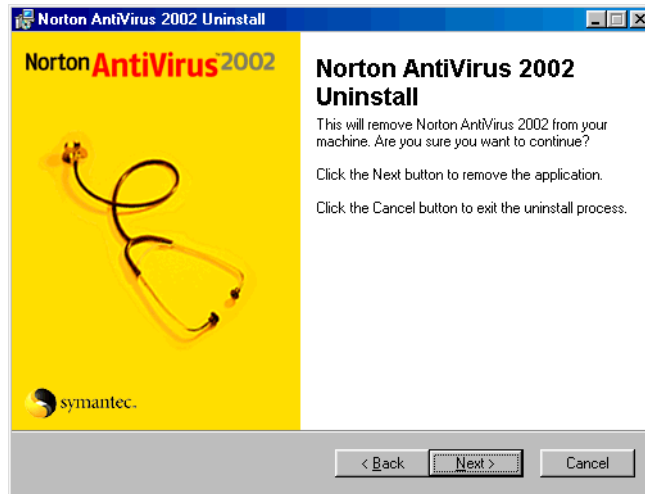 Norton AntiVirus 2002 Uninstall
Norton AntiVirus 2002
Norton AntiVirus 2002
Uninstall
This will remove Norton AntiVirus 2002 from your
machine. Are you sure you want to continue?
Click the Next button to remove the application.
Click the Cancel button to exit the uninstall process.
symantec.
< Back
Next >
Cancel